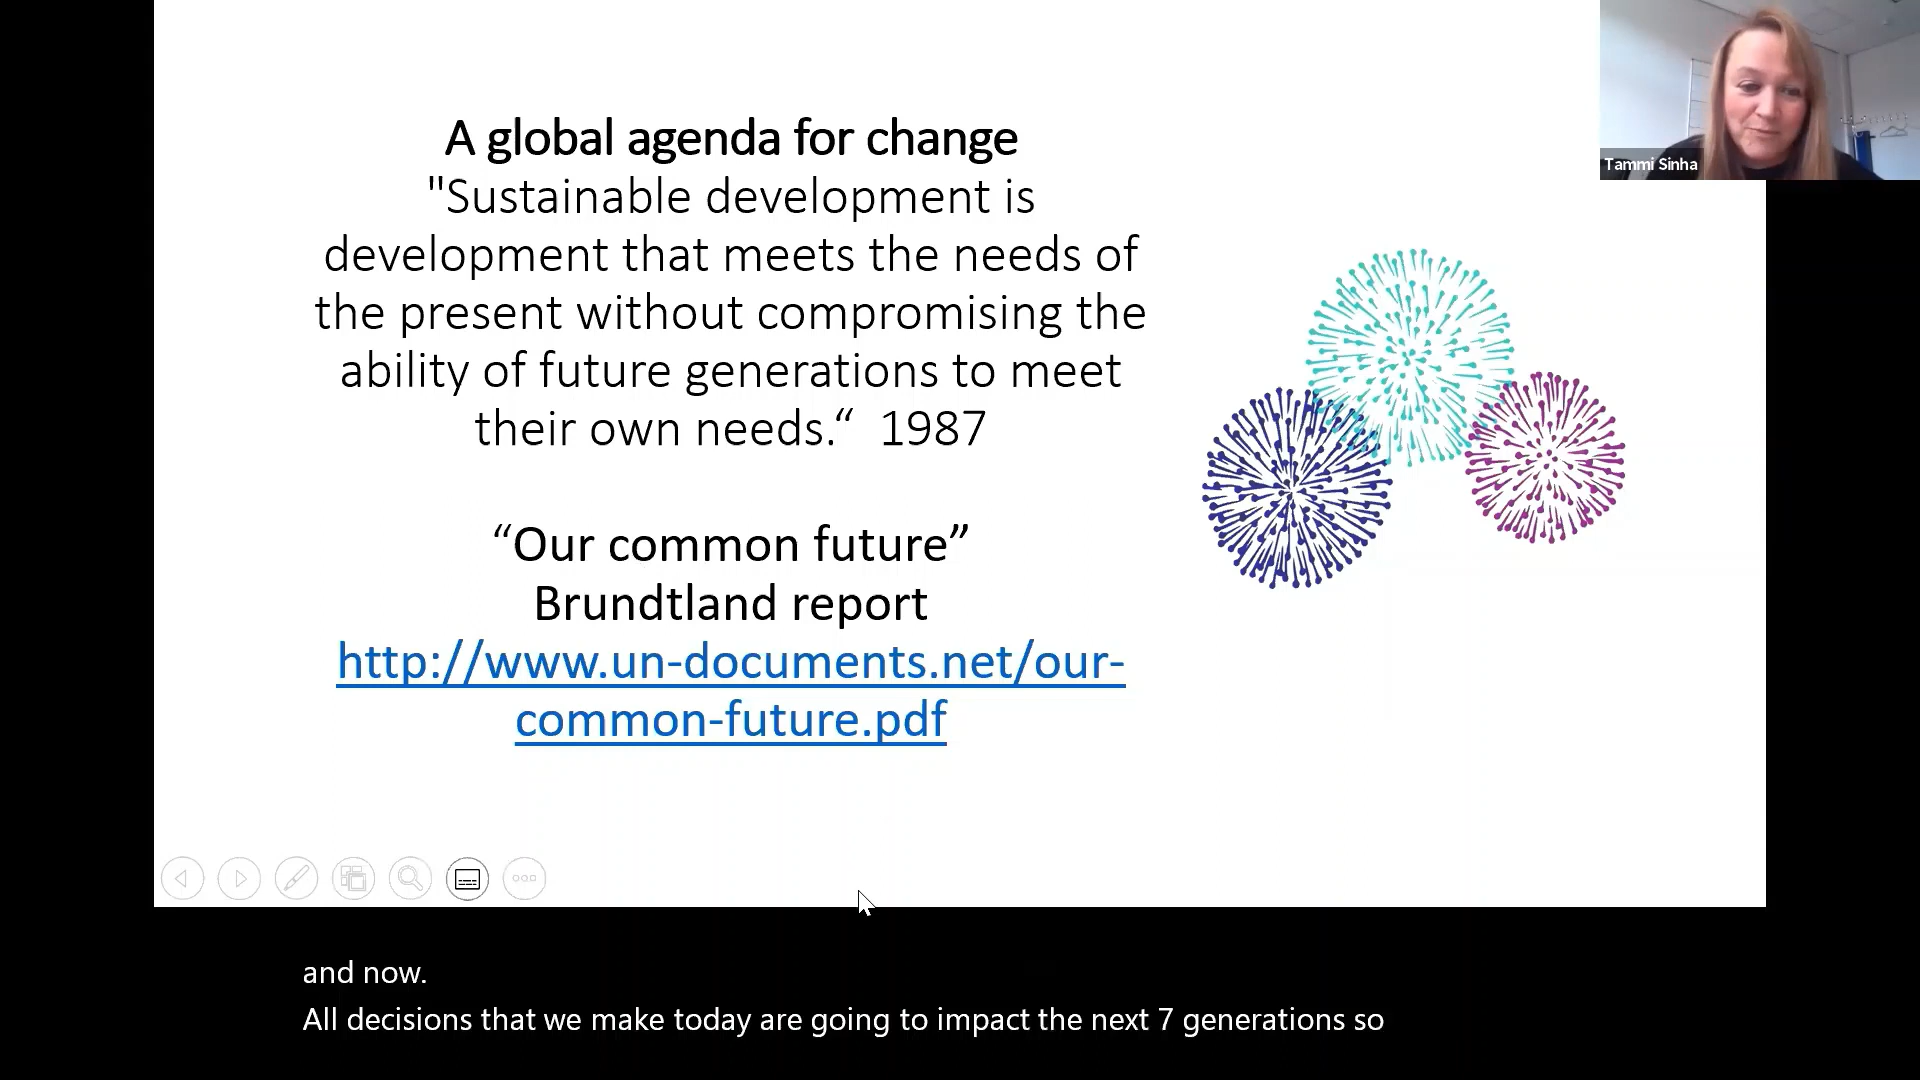 A global agenda for change
"Sustainable development is
development that meets the needs of
the present without compromising the
ability of future generations to meet
their own needs.“ 1987
“Our common future”
Brundtland report
http://www.un-documents.net/our-
common-future.pdf
Tammi Sinha
and now.
All decisions that we make today are going to impact the next 7 generations so